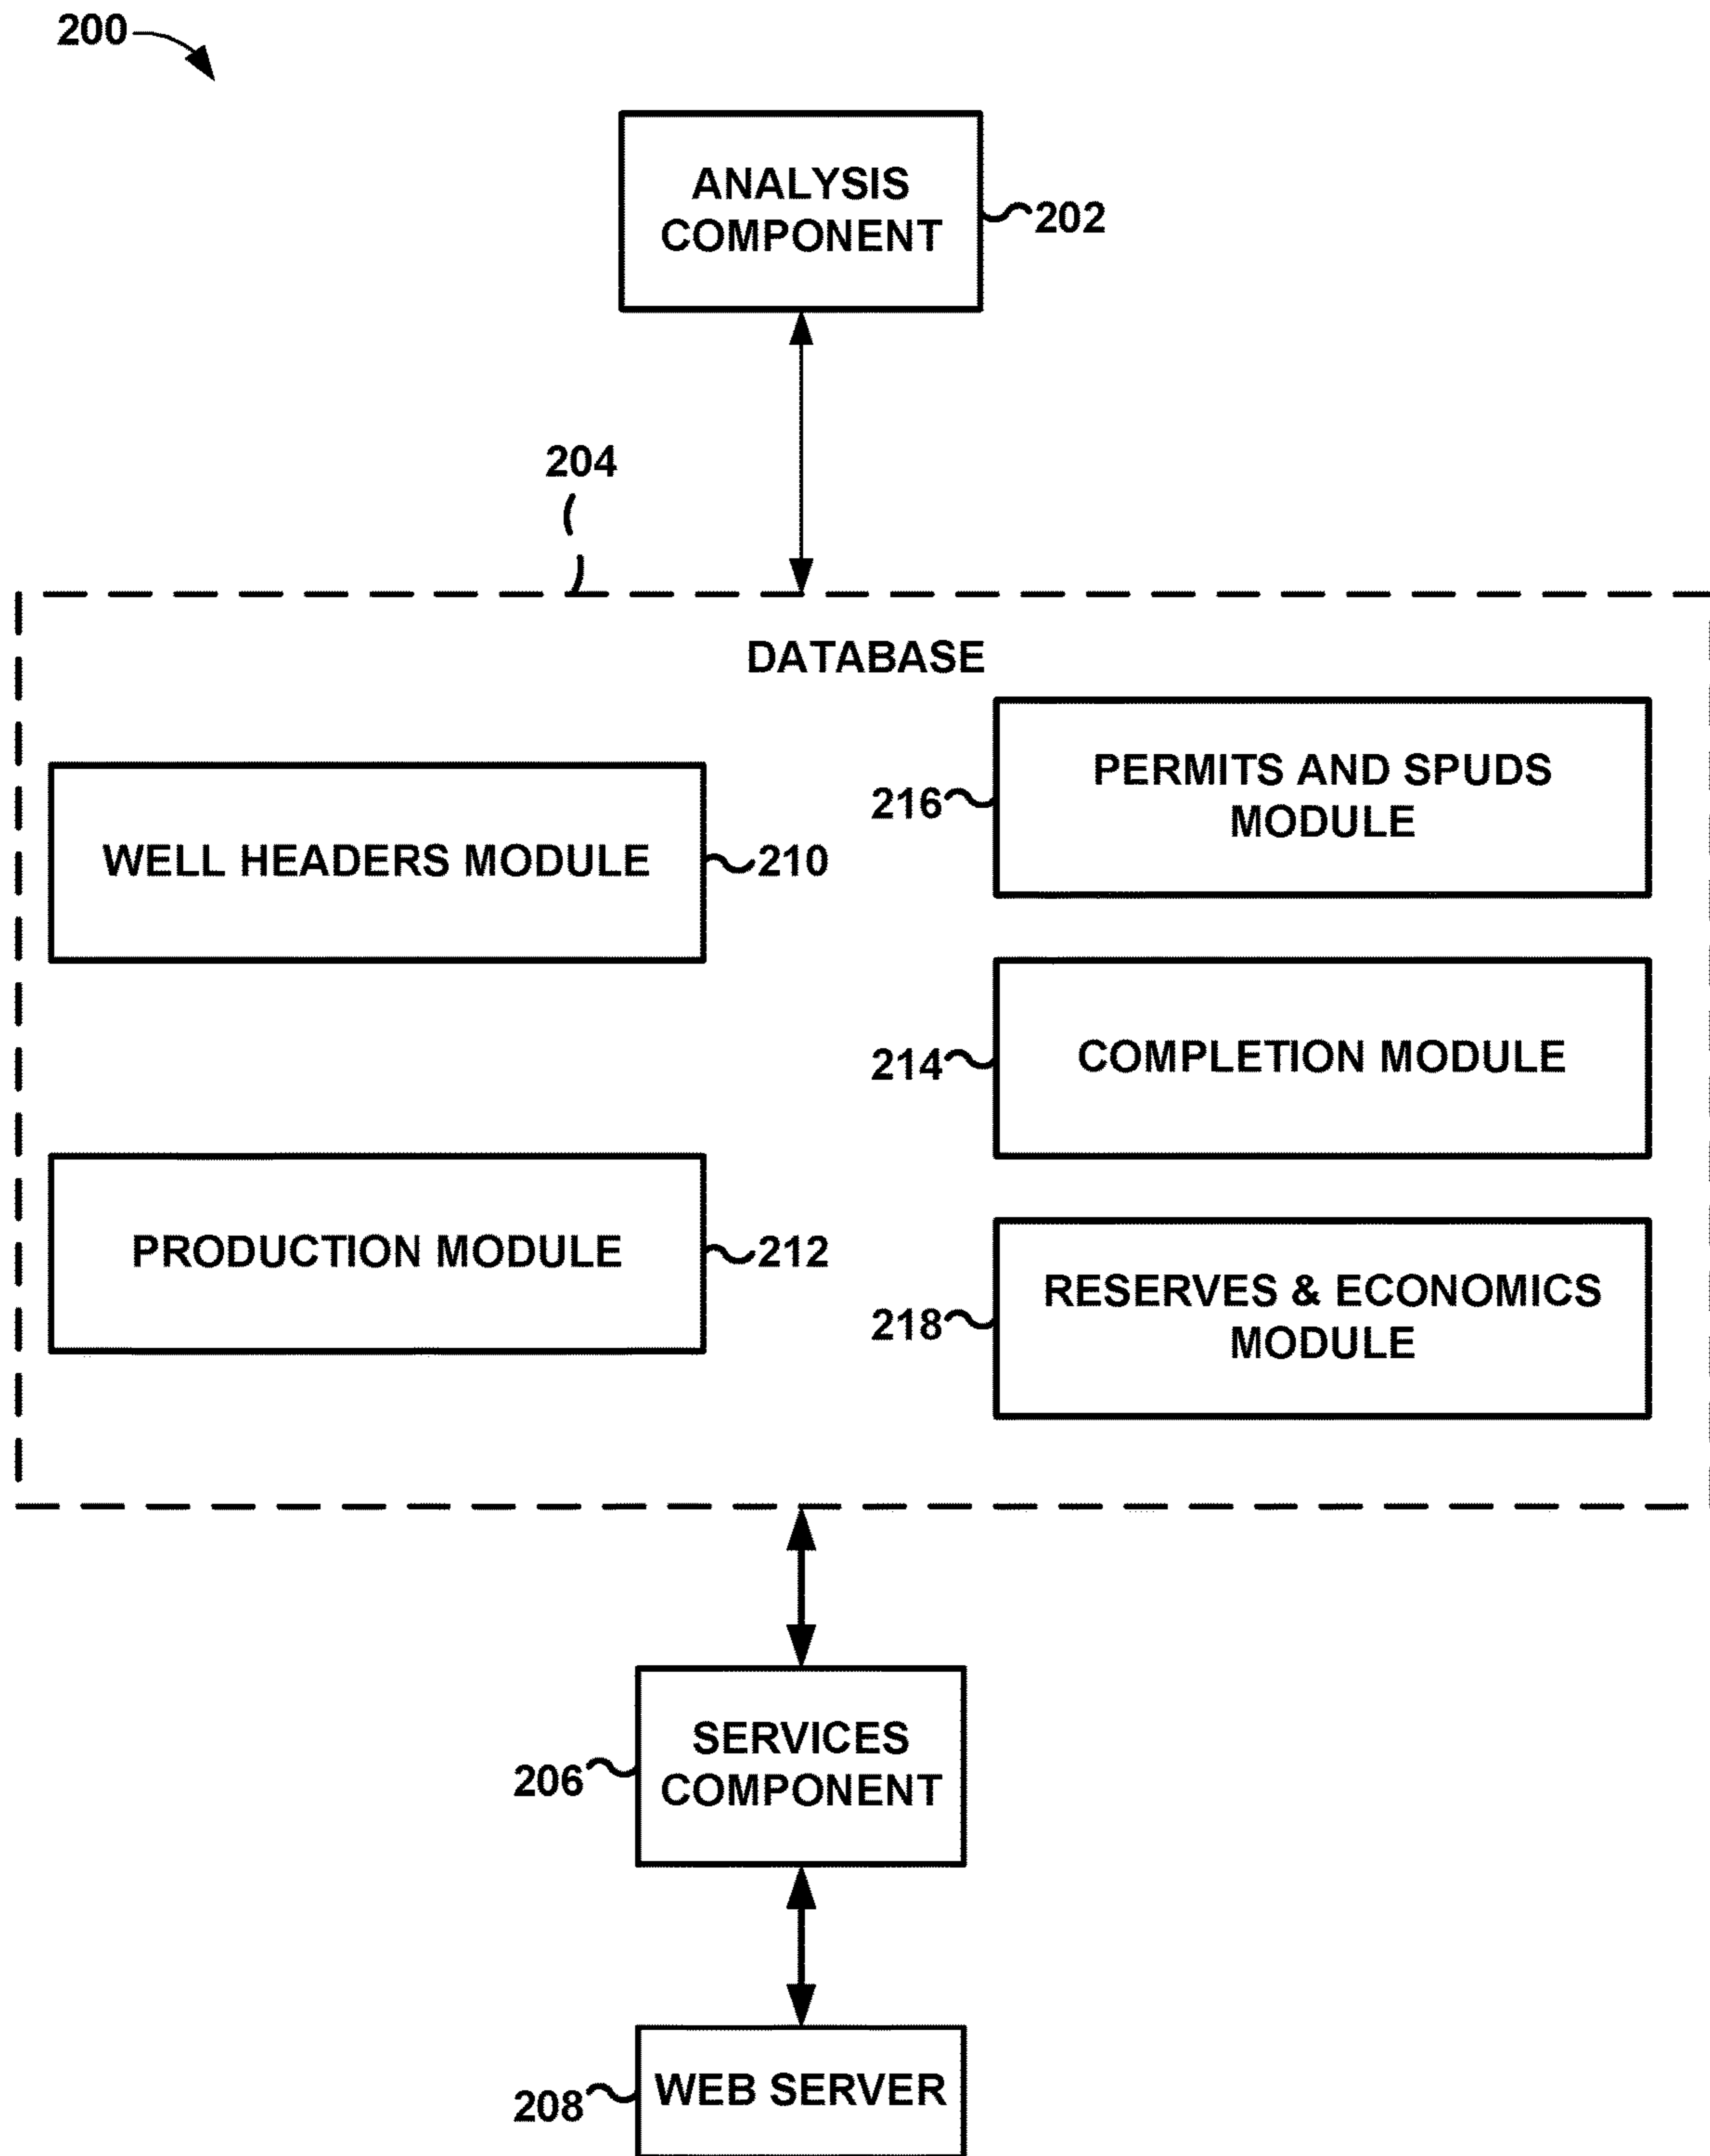 200
ANALYSIS
COMPONENT
202
204
DATABASE
WELL HEADERS MODULE
210
PRODUCTION MODULE
212
216
PERMITS AND SPUDS
MODULE
214
COMPLETION MODULE
218
RESERVES & ECONOMICS
MODULE
206
SERVICES
COMPONENT
208
WEB SERVER